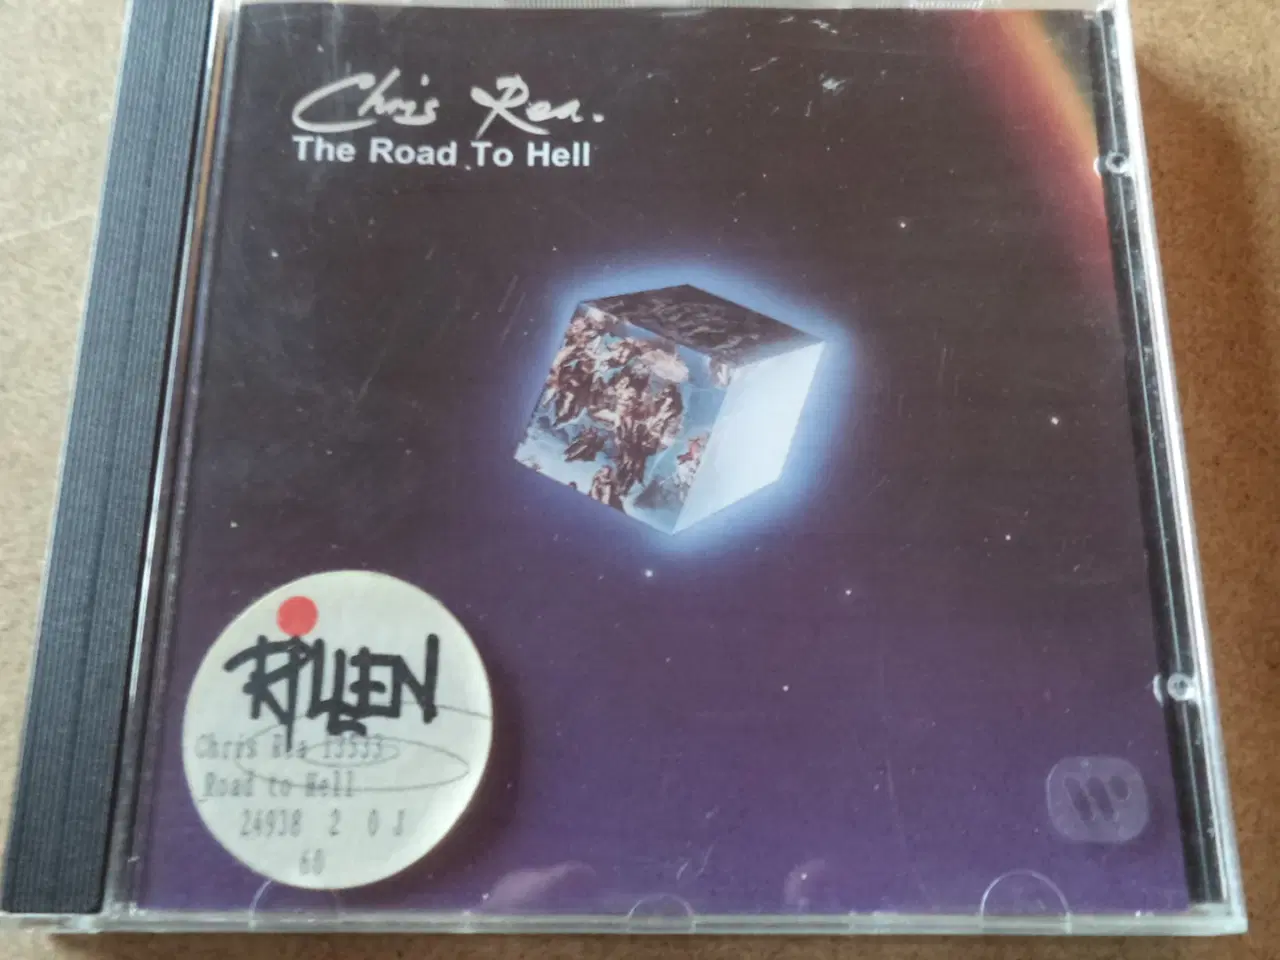 Chris Rea.
The Road To Hell
RILLEN
Chris Rea 13533
Road to Hell
24938 2 0 J
60